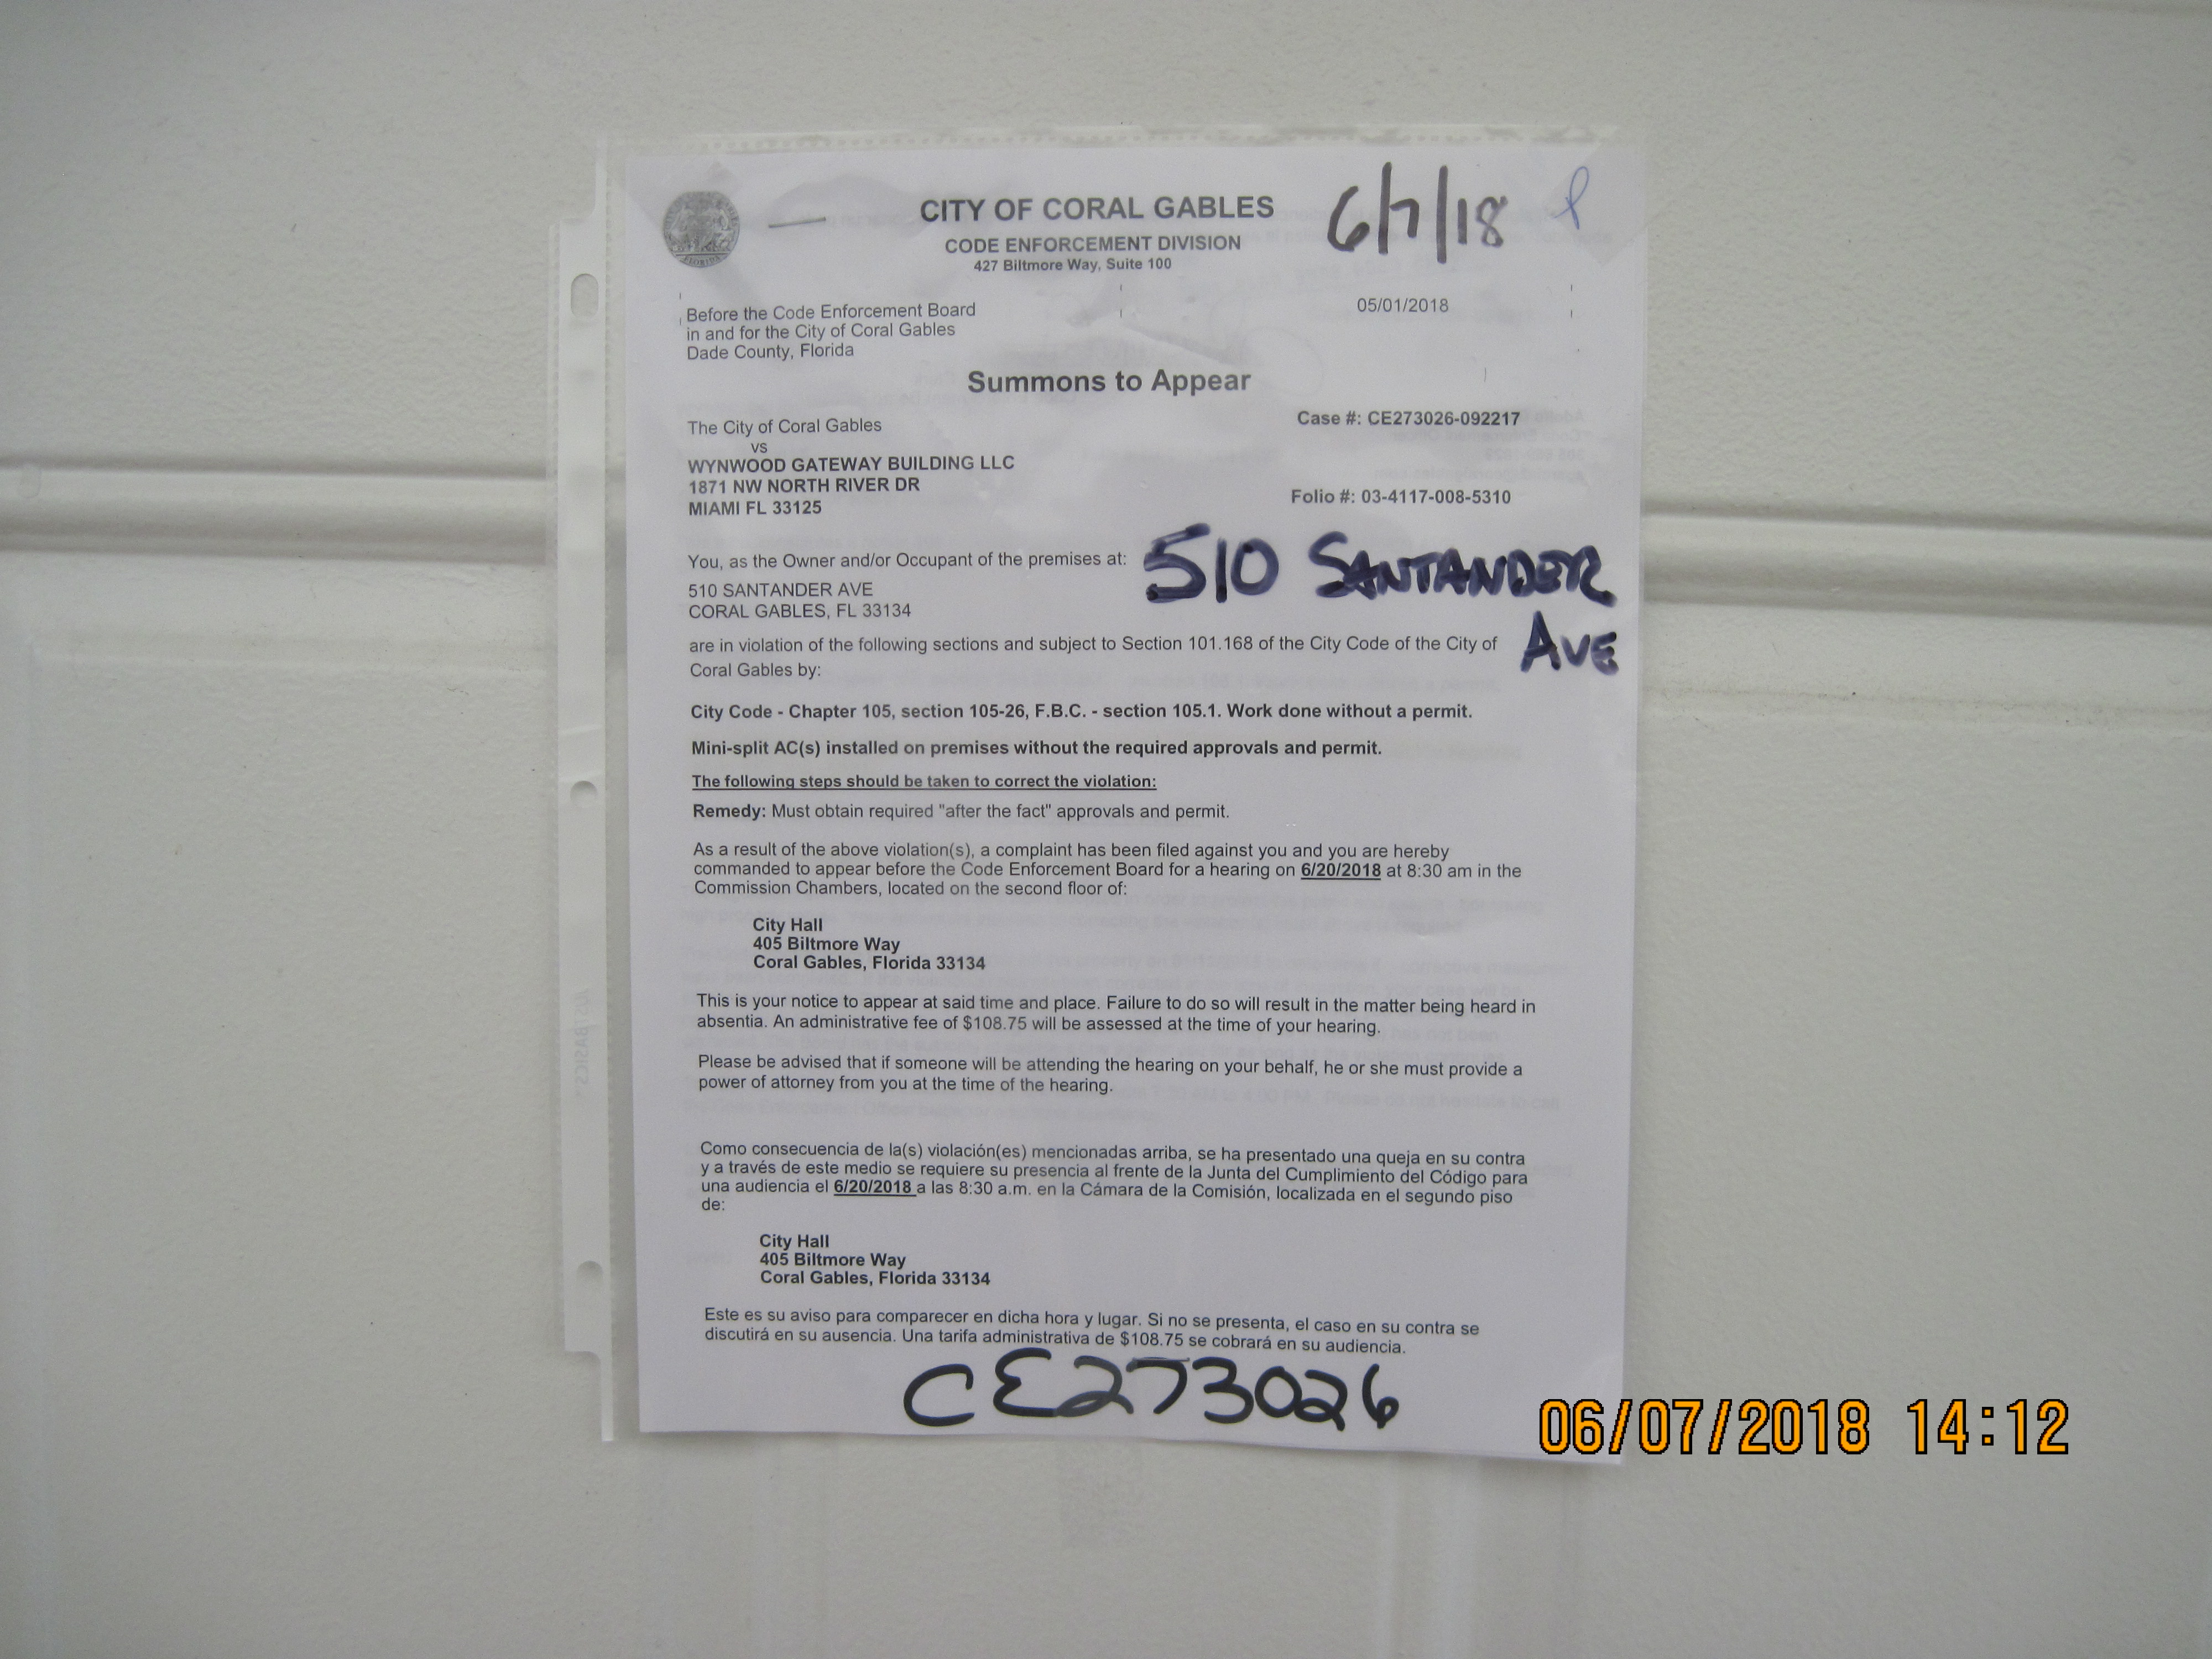 CITY OF CORAL GABLES
6/7/18
CODE ENFORCEMENT DIVISION
427 Biltmore Way, Suite 100
FLORIDA
Before the Code Enforcement Board
05/01/2018
in and for the City of Coral Gables
Dade County, Florida
Summons to Appear
The City of Coral Gables
Case #: CE273026-092217
vs
WYNWOOD GATEWAY BUILDING LLC
1871 NW NORTH RIVER DR
Folio #: 03-4117-008-5310
MIAMI FL 33125
You, as the Owner and/or Occupant of the premises at:
510 SANTANDER
AVE
510 SANTANDER AVE
CORAL GABLES, FL 33134
are in violation of the following sections and subject to Section 101.168 of the City Code of the City of
Coral Gables by:
City Code - Chapter 105, section 105-26, F.B.C. - section 105.1. Work done without a permit.
Mini-split AC(s) installed on premises without the required approvals and permit.
The following steps should be taken to correct the violation:
Remedy: Must obtain required "after the fact" approvals and permit.
As a result of the above violation(s), a complaint has been filed against you and you are hereby
commanded to appear before the Code Enforcement Board for a hearing on 6/20/2018 at 8:30 am in the
Commission Chambers, located on the second floor of:
City Hall
405 Biltmore Way
Coral Gables, Florida 33134
This is your notice to appear at said time and place. Failure to do so will result in the matter being heard in
absentia. An administrative fee of $108.75 will be assessed at the time of your hearing.
Please be advised that if someone will be attending the hearing on your behalf, he or she must provide a
power of attorney from you at the time of the hearing.
Como consecuencia de la(s) violación(es) mencionadas arriba, se ha presentado una queja en su contra
y a través de este medio se requiere su presencia al frente de la Junta del Cumplimiento del Código para
una audiencia el 6/20/2018 a las 8:30 a.m. en la Cámara de la Comisión, localizada en el segundo piso
de:
City Hall
405 Biltmore Way
Coral Gables, Florida 33134
Este es su aviso para comparecer en dicha hora y lugar. Si no se presenta, el caso en su contra se
discutirá en su ausencia. Una tarifa administrativa de $108.75 se cobrará en su audiencia.
CE273026
06/07/2018 14:12